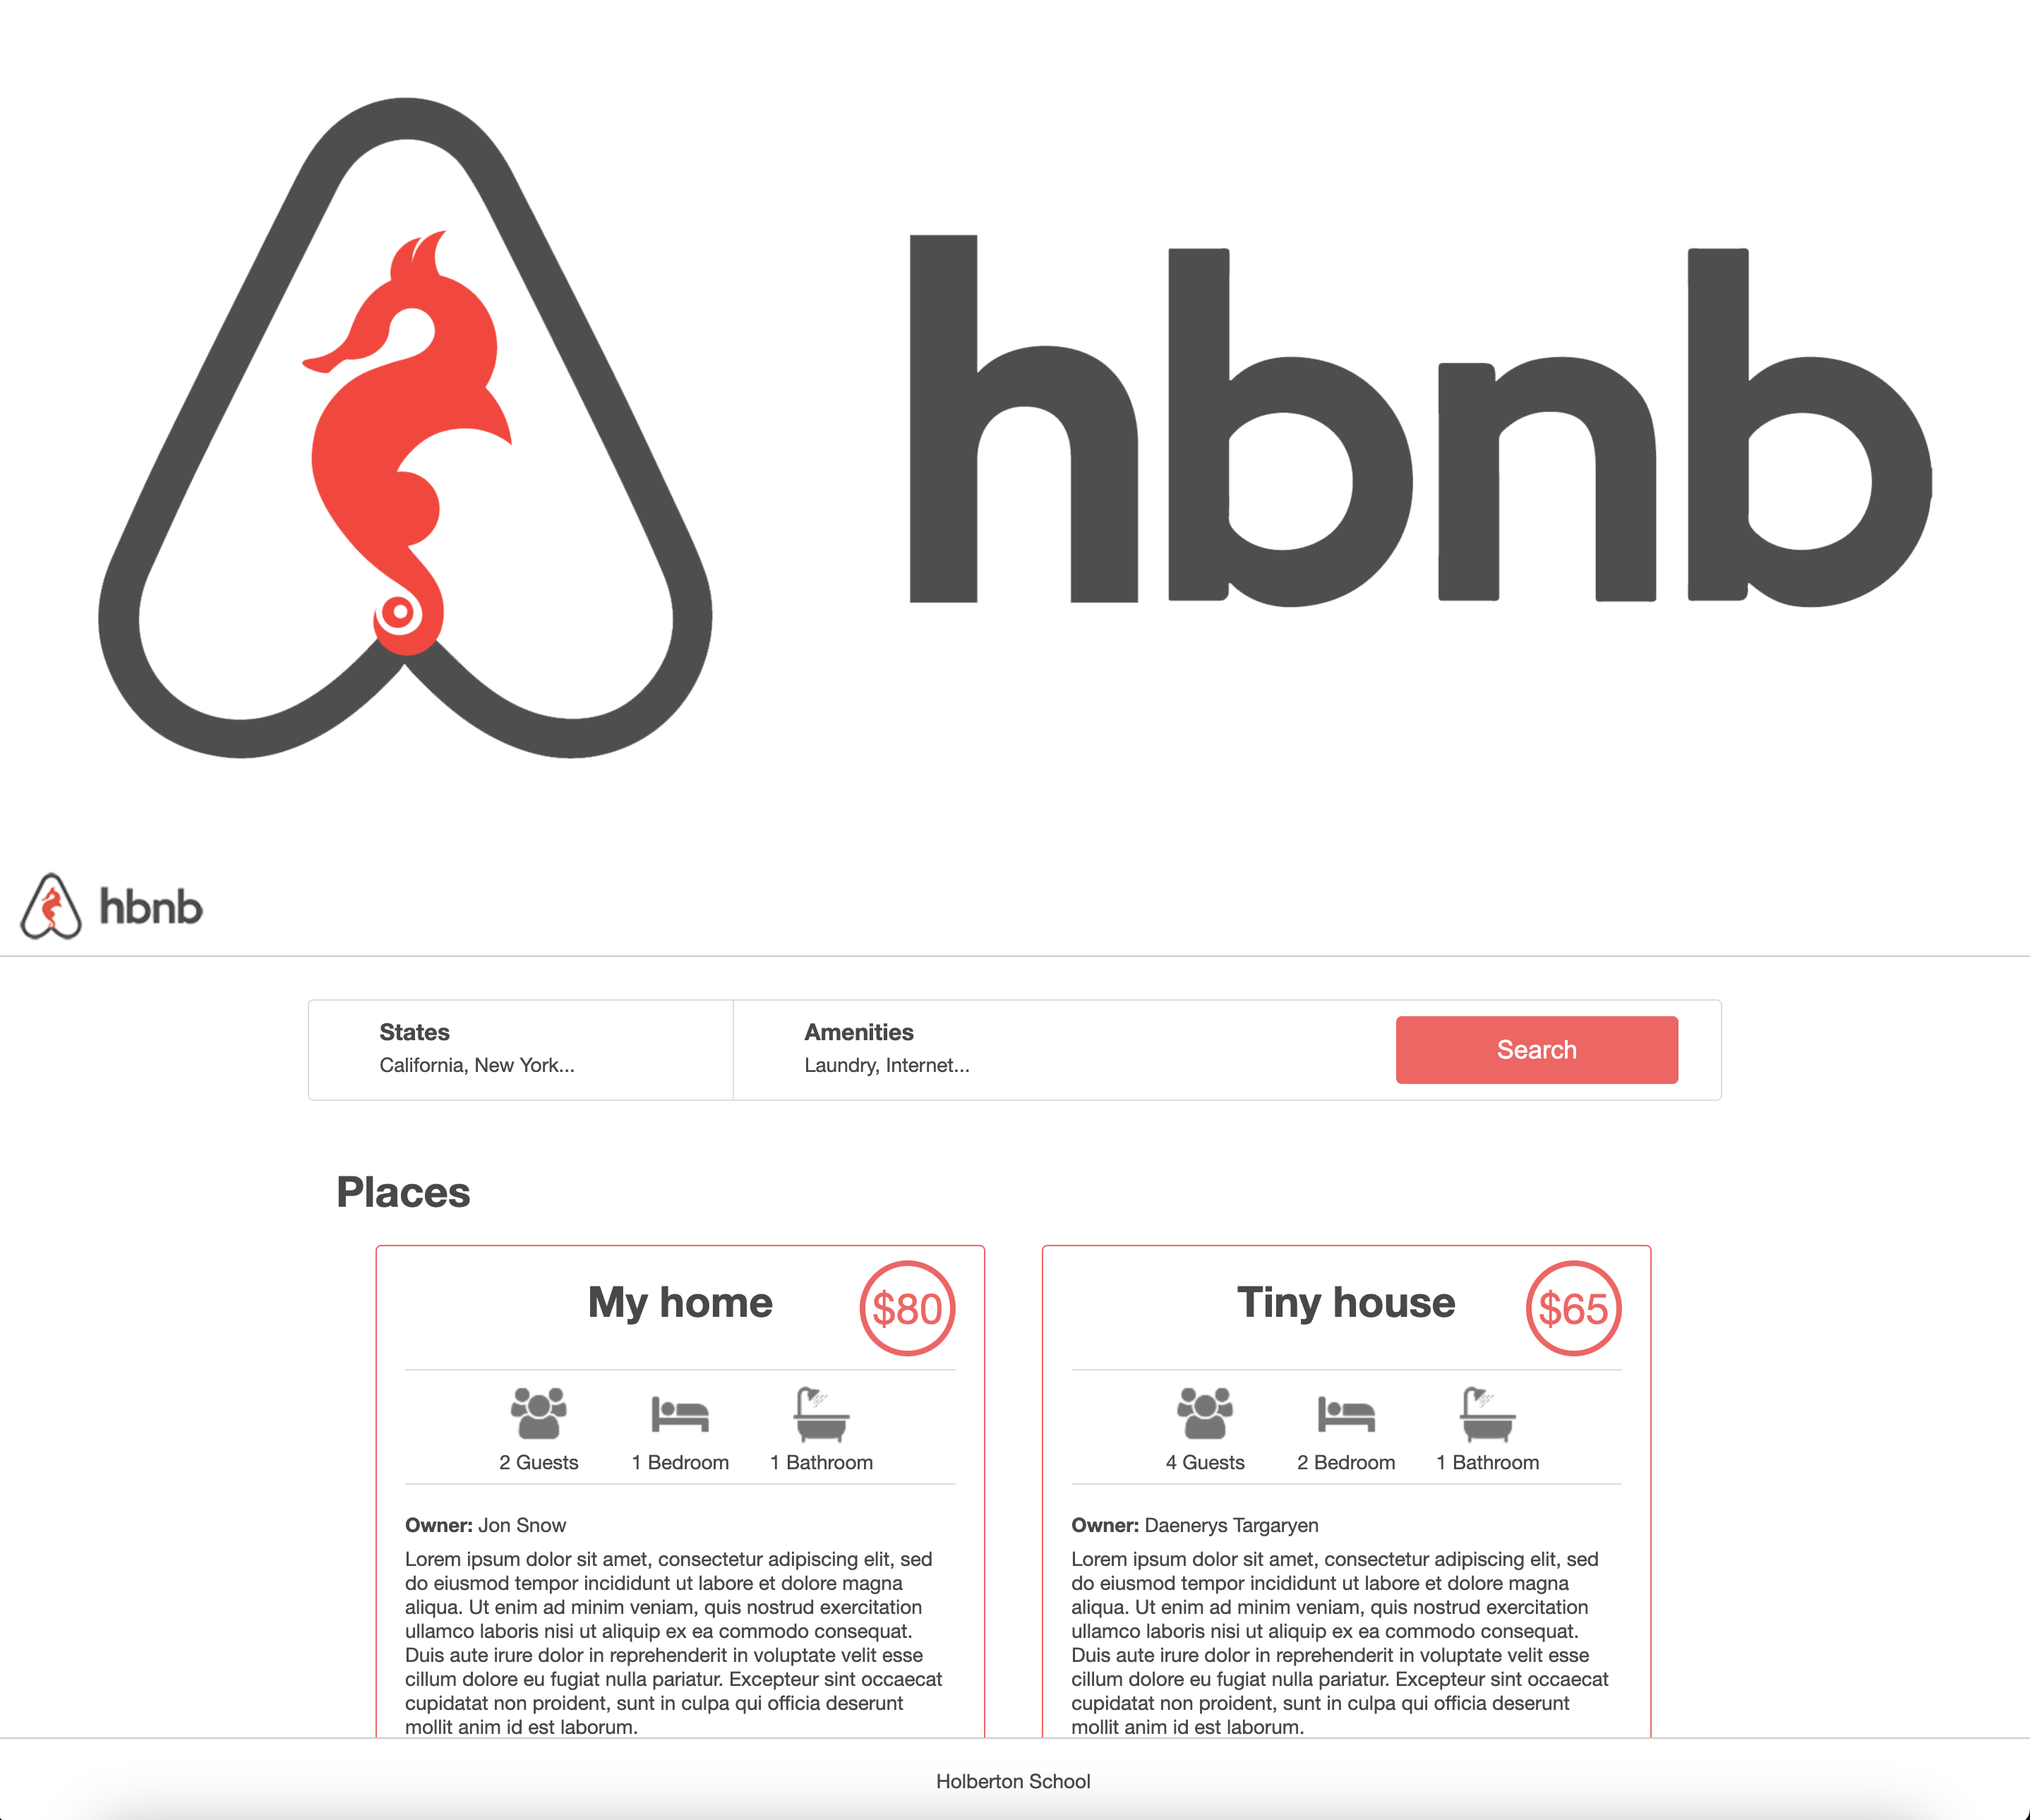 hbnb
hbnb
States
California, New York...
Amenities
Laundry, Internet...
Search
Places
My home
$80
2 Guests
1 Bedroom
1 Bathroom
Owner: Jon Snow
Lorem ipsum dolor sit amet, consectetur adipiscing elit, sed
do eiusmod tempor incididunt ut labore et dolore magna
aliqua. Ut enim ad minim veniam, quis nostrud exercitation
ullamco laboris nisi ut aliquip ex ea commodo consequat.
Duis aute irure dolor in reprehenderit in voluptate velit esse
cillum dolore eu fugiat nulla pariatur. Excepteur sint occaecat
cupidatat non proident, sunt in culpa qui officia deserunt
mollit anim id est laborum.
Tiny house
$65
4 Guests
2 Bedroom
1 Bathroom
Owner: Daenerys Targaryen
Lorem ipsum dolor sit amet, consectetur adipiscing elit, sed
do eiusmod tempor incididunt ut labore et dolore magna
aliqua. Ut enim ad minim veniam, quis nostrud exercitation
ullamco laboris nisi ut aliquip ex ea commodo consequat.
Duis aute irure dolor in reprehenderit in voluptate velit esse
cillum dolore eu fugiat nulla pariatur. Excepteur sint occaecat
cupidatat non proident, sunt in culpa qui officia deserunt
mollit anim id est laborum.
Holberton School